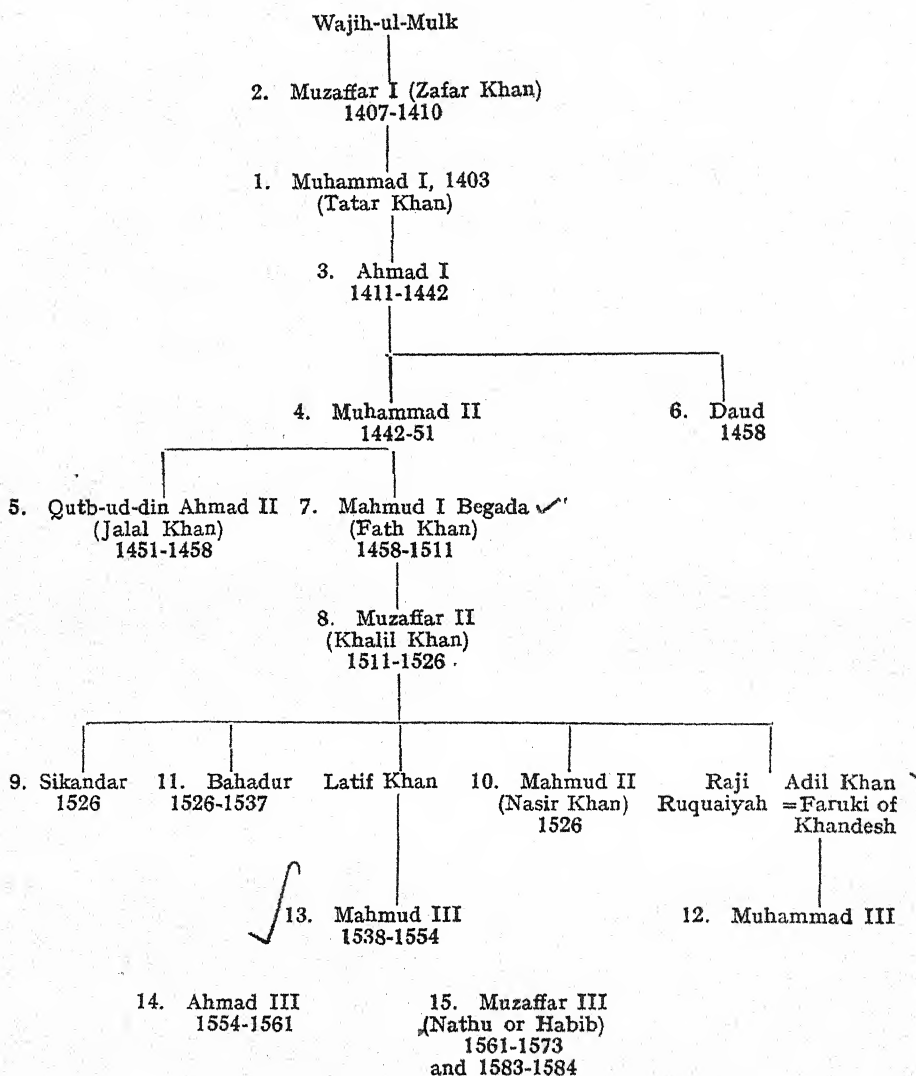 Wajih-ul-Mulk
2. Muzaffar I (Zafar Khan)
1407-1410
1. Muhammad I, 1403
(Tatar Khan)
3. Ahmad I
1411-1442
4. Muhammad II
1442-51
6. Daud
1458
5. Qutb-ud-din Ahmad II
(Jalal Khan)
1451-1458
7. Mahmud I Begada
(Fath Khan)
1458-1511
8. Muzaffar II
(Khalil Khan)
1511-1526
9. Sikandar
1526
11. Bahadur
1526-1537
Latif Khan
10. Mahmud II
(Nasir Khan)
1526
Raji
Ruquaiyah
Adil Khan
=Faruki of
Khandesh
13. Mahmud III
1538-1554
12. Muhammad III
14. Ahmad III
1554-1561
15. Muzaffar III
(Nathu or Habib)
1561-1573
and 1583-1584